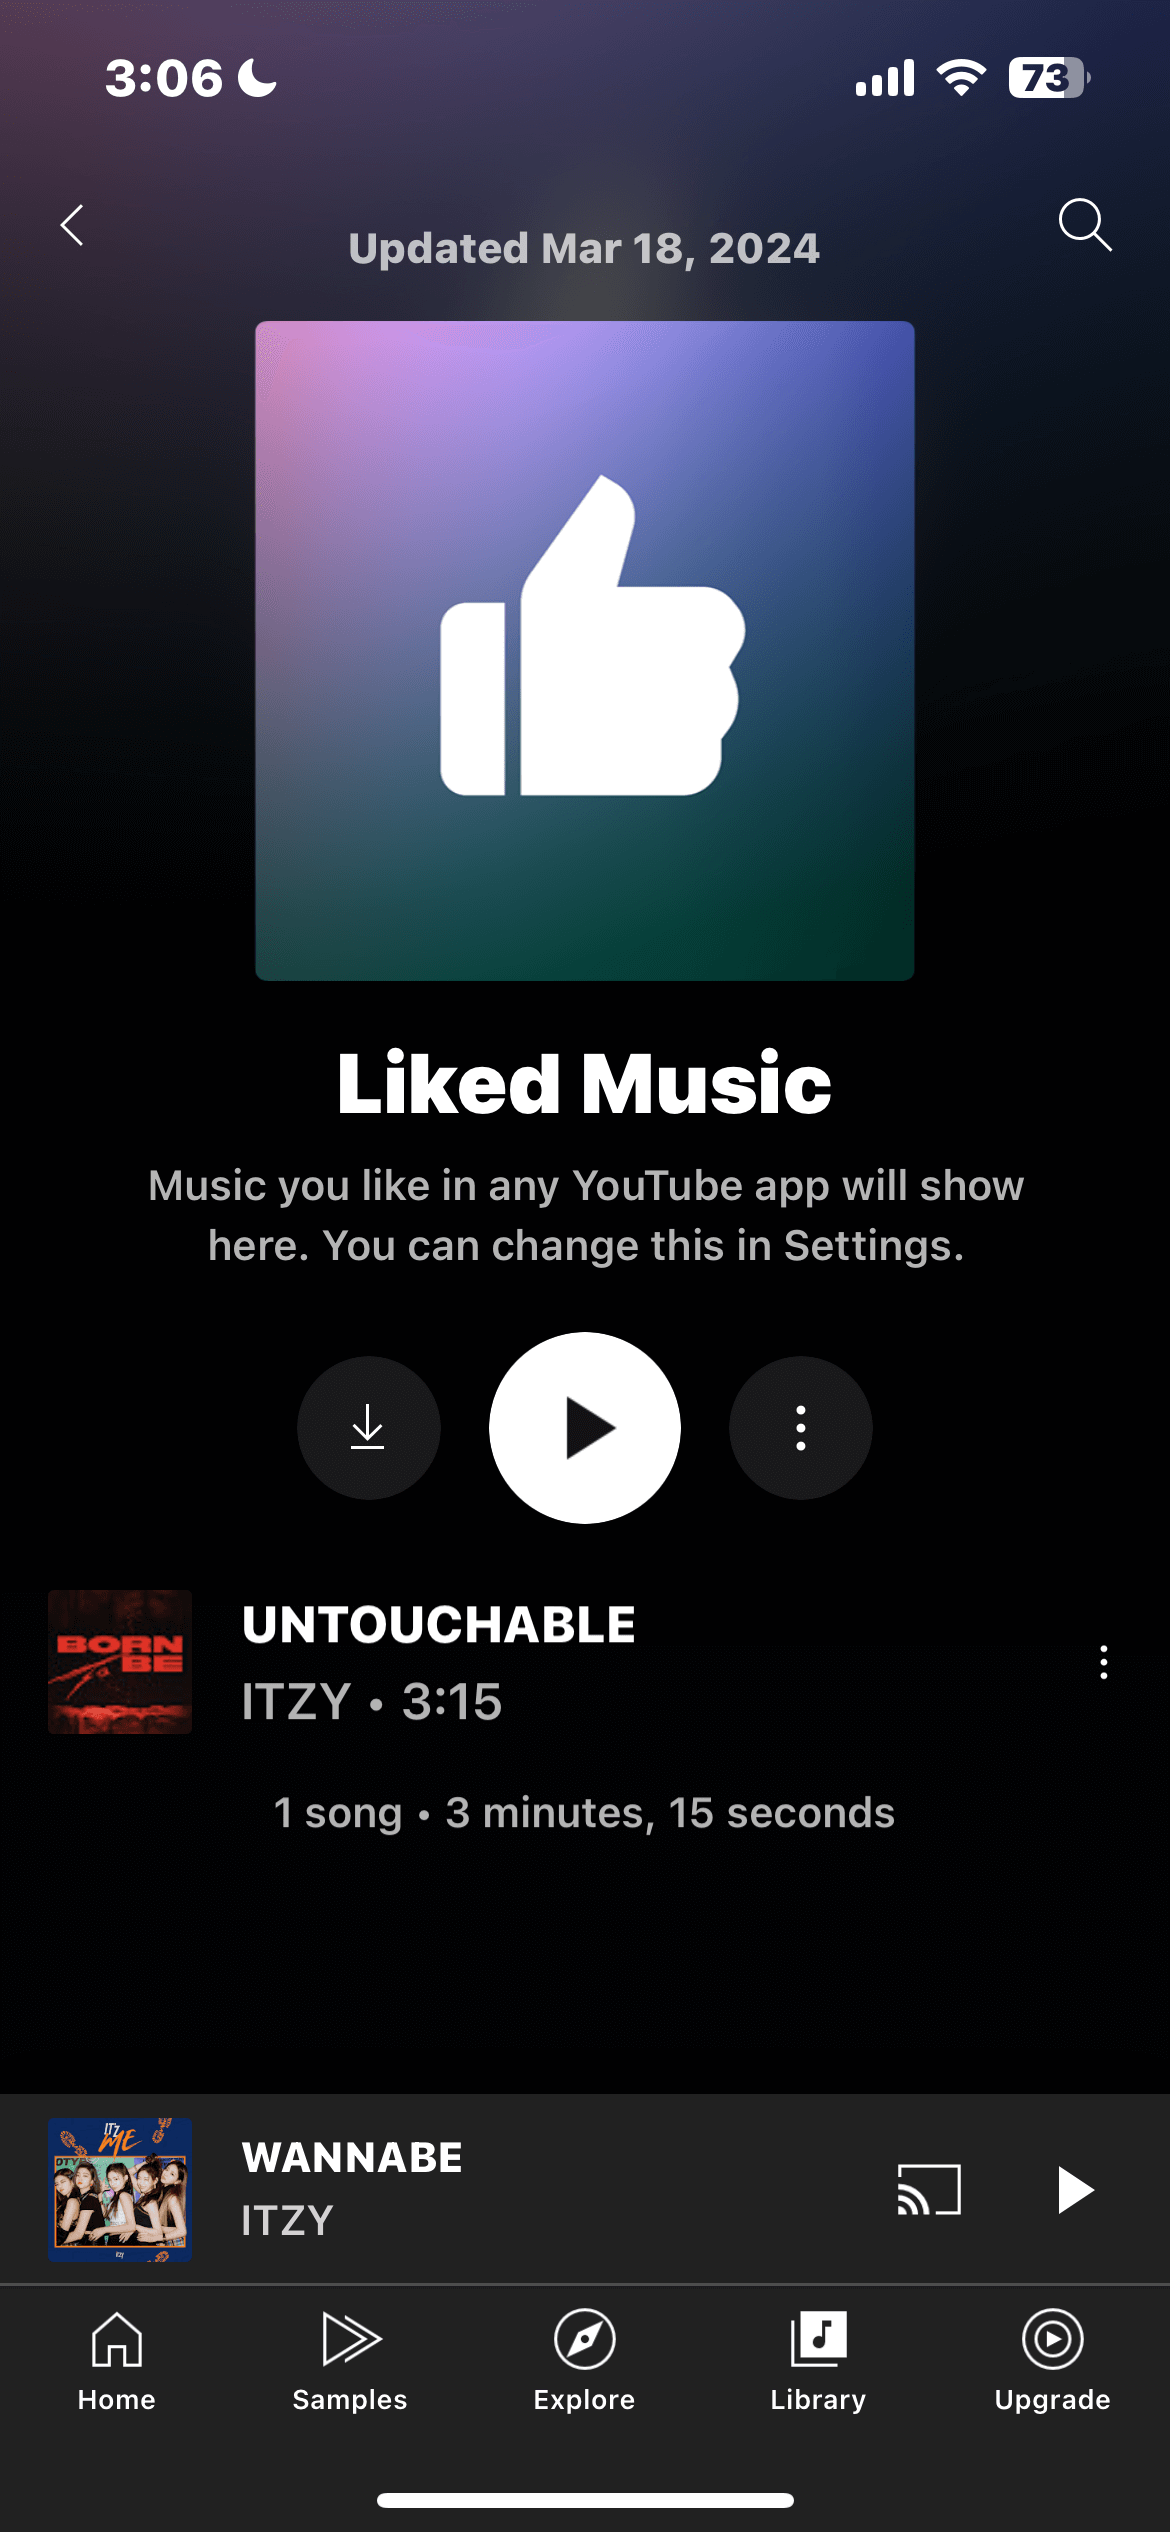 3:06
73
Updated Mar 18, 2024
Liked Music
Music you like in any YouTube app will show
here. You can change this in Settings.
BORN
BE
UNTOUCHABLE
ITZY • 3:15
1 song • 3 minutes, 15 seconds
ITZ
ME
WANNABE
ITZY
Home
Samples
Explore
Library
Upgrade